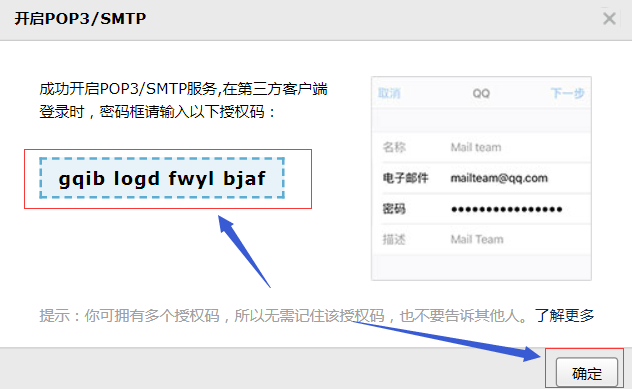 开启POP3/SMTP
成功开启POP3/SMTP服务,在第三方客户端
登录时，密码框请输入以下授权码：
gqib logd fwyl bjaf
取消 QQ 下一步
名称 Mail team
电子邮件 mailteam@qq.com
密码 ●●●●●●●●●●●●●●●●
描述 Mail Team
提示：你可拥有多个授权码，所以无需记住该授权码，也不要告诉其他人。了解更多
确定